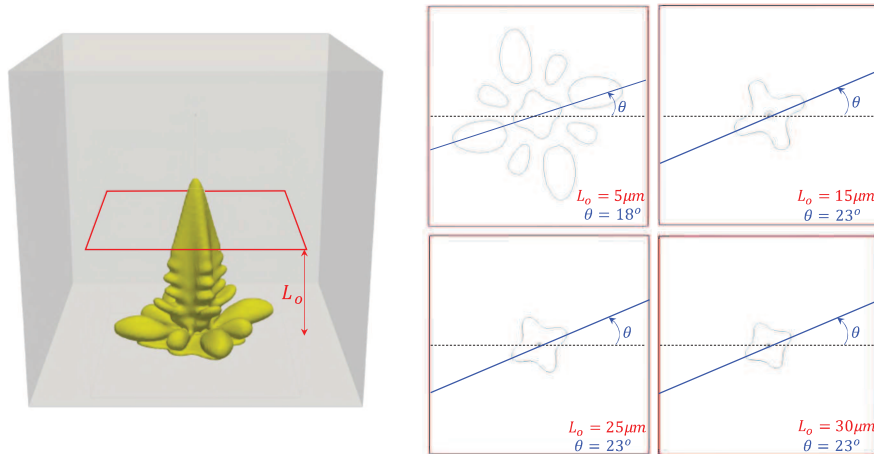 L_o
θ
L_o = 5μm
θ = 18°
θ
L_o = 15μm
θ = 23°
θ
L_o = 25μm
θ = 23°
θ
L_o = 30μm
θ = 23°